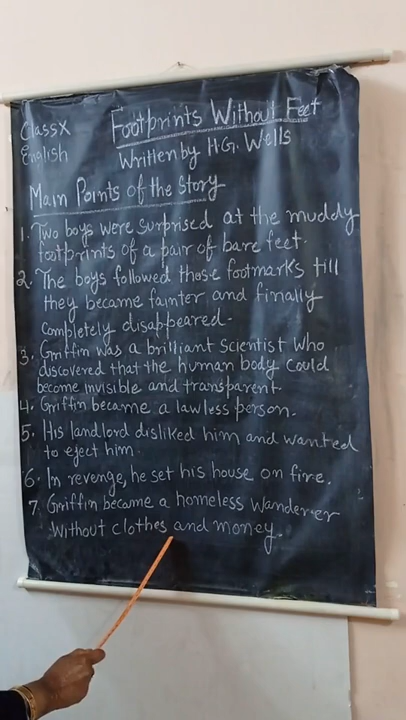 Class X
English
Footprints Without Feet
Written by H.G. Wells
Main Points of the Story
1. Two boys were surprised at the muddy
footprints of a pair of bare feet.
2. The boys followed those footmarks till
they became fainter and finally
completely disappeared.
3. Griffin was a brilliant scientist who
discovered that the human body could
become invisible and transparent.
4. Griffin became a lawless person.
5. His landlord disliked him and wanted
to eject him.
6. In revenge, he set his house on fire.
7. Griffin became a homeless wanderer
without clothes and money.